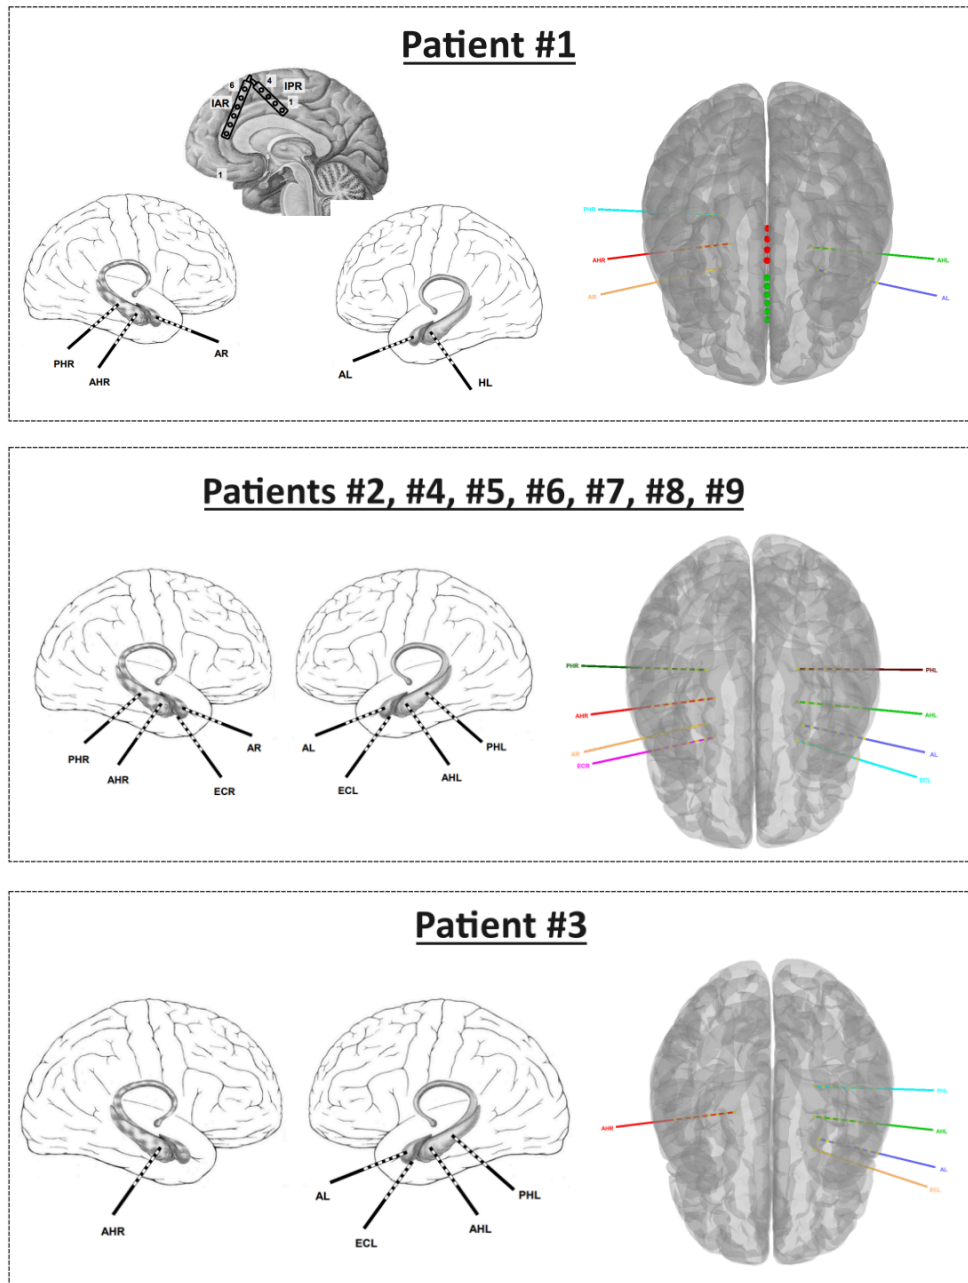 Patient #1
6
4
IPR
IAR
1
1
PHR
AHR
AR
AL
HL
PHR
AHR
AR
AHL
AL
Patients #2, #4, #5, #6, #7, #8, #9
PHR
AHR
ECR
AR
AL
ECL
AHL
PHL
PHR
AHR
AR
ECR
PHL
AHL
AL
ECL
Patient #3
AHR
AL
ECL
AHL
PHL
AHR
PHL
AHL
AL
ECL